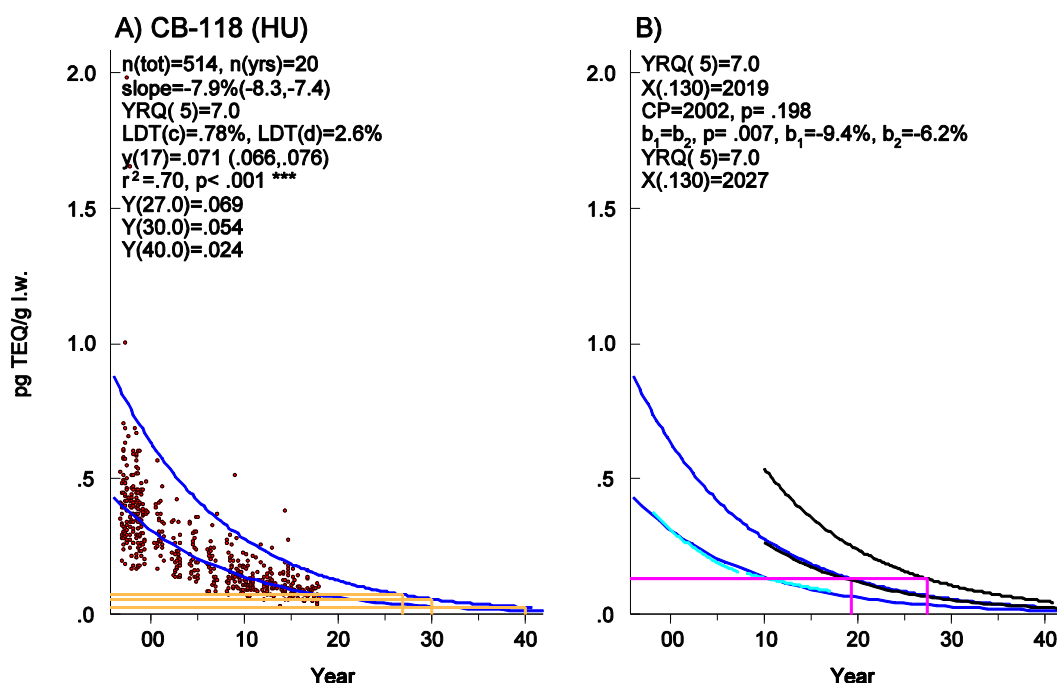 A) CB-118 (HU)
n(tot)=514, n(yrs)=20
slope=-7.9%(-8.3,-7.4)
YRQ( 5)=7.0
LDT(c)=.78%, LDT(d)=2.6%
y(17)=.071 (.066,.076)
r²=.70, p< .001 ***
Y(27.0)=.069
Y(30.0)=.054
Y(40.0)=.024
2.0
1.5
1.0
.5
.0
pg TEQ/g l.w.
00 10 20 30 40
Year
B)
YRQ( 5)=7.0
X(.130)=2019
CP=2002, p= .198
b₁=b₂, p= .007, b₁=-9.4%, b₂=-6.2%
YRQ( 5)=7.0
X(.130)=2027
2.0
1.5
1.0
.5
.0
00 10 20 30 40
Year